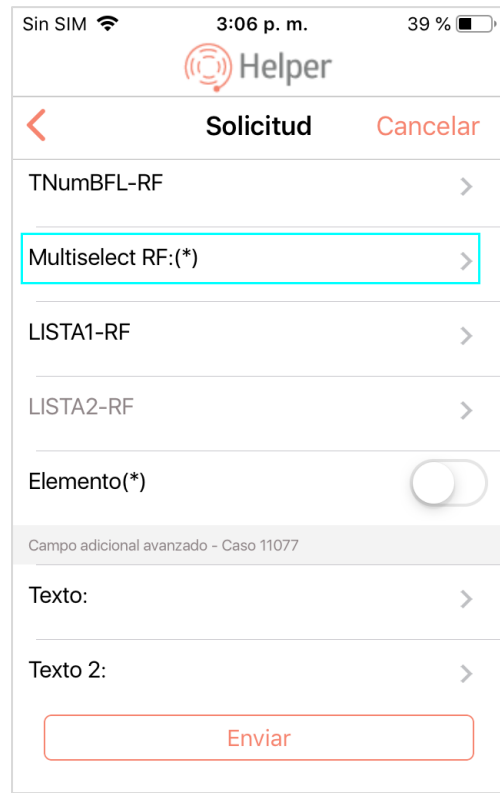 Sin SIM 3:06 p. m. 39 %
Helper
Solicitud Cancelar
TNumBFL-RF
Multiselect RF:(*)
LISTA1-RF
LISTA2-RF
Elemento(*)
Campo adicional avanzado - Caso 11077
Texto:
Texto 2:
Enviar